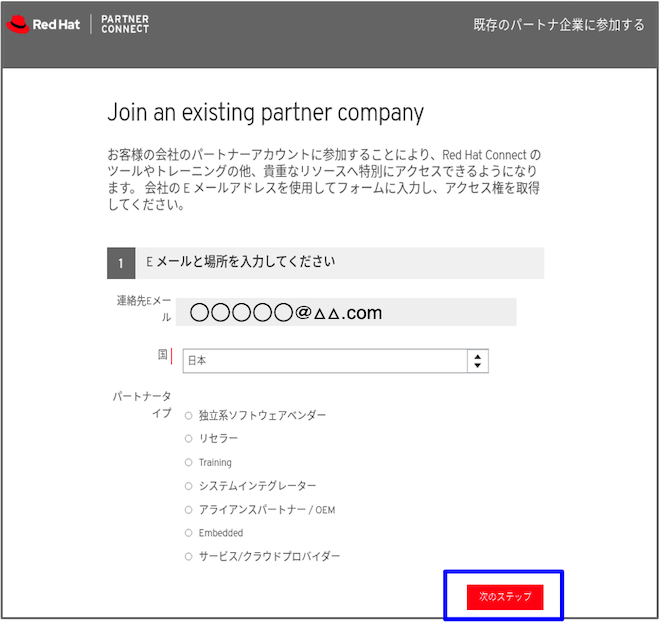 Red Hat
PARTNER
CONNECT
既存のパートナ企業に参加する
Join an existing partner company
お客様の会社のパートナーアカウントに参加することにより、Red Hat Connect の
ツールやトレーニングの他、貴重なリソースへ特別にアクセスできるようになり
ます。 会社の E メールアドレスを使用してフォームに入力し、アクセス権を取得
してください。
1
E メールと場所を入力してください
連絡先Eメー
ル
〇〇〇〇〇@△△.com
国
日本
パートナータ
イプ
独立系ソフトウェアベンダー
リセラー
Training
システムインテグレーター
アライアンスパートナー / OEM
Embedded
サービス/クラウドプロバイダー
次のステップ